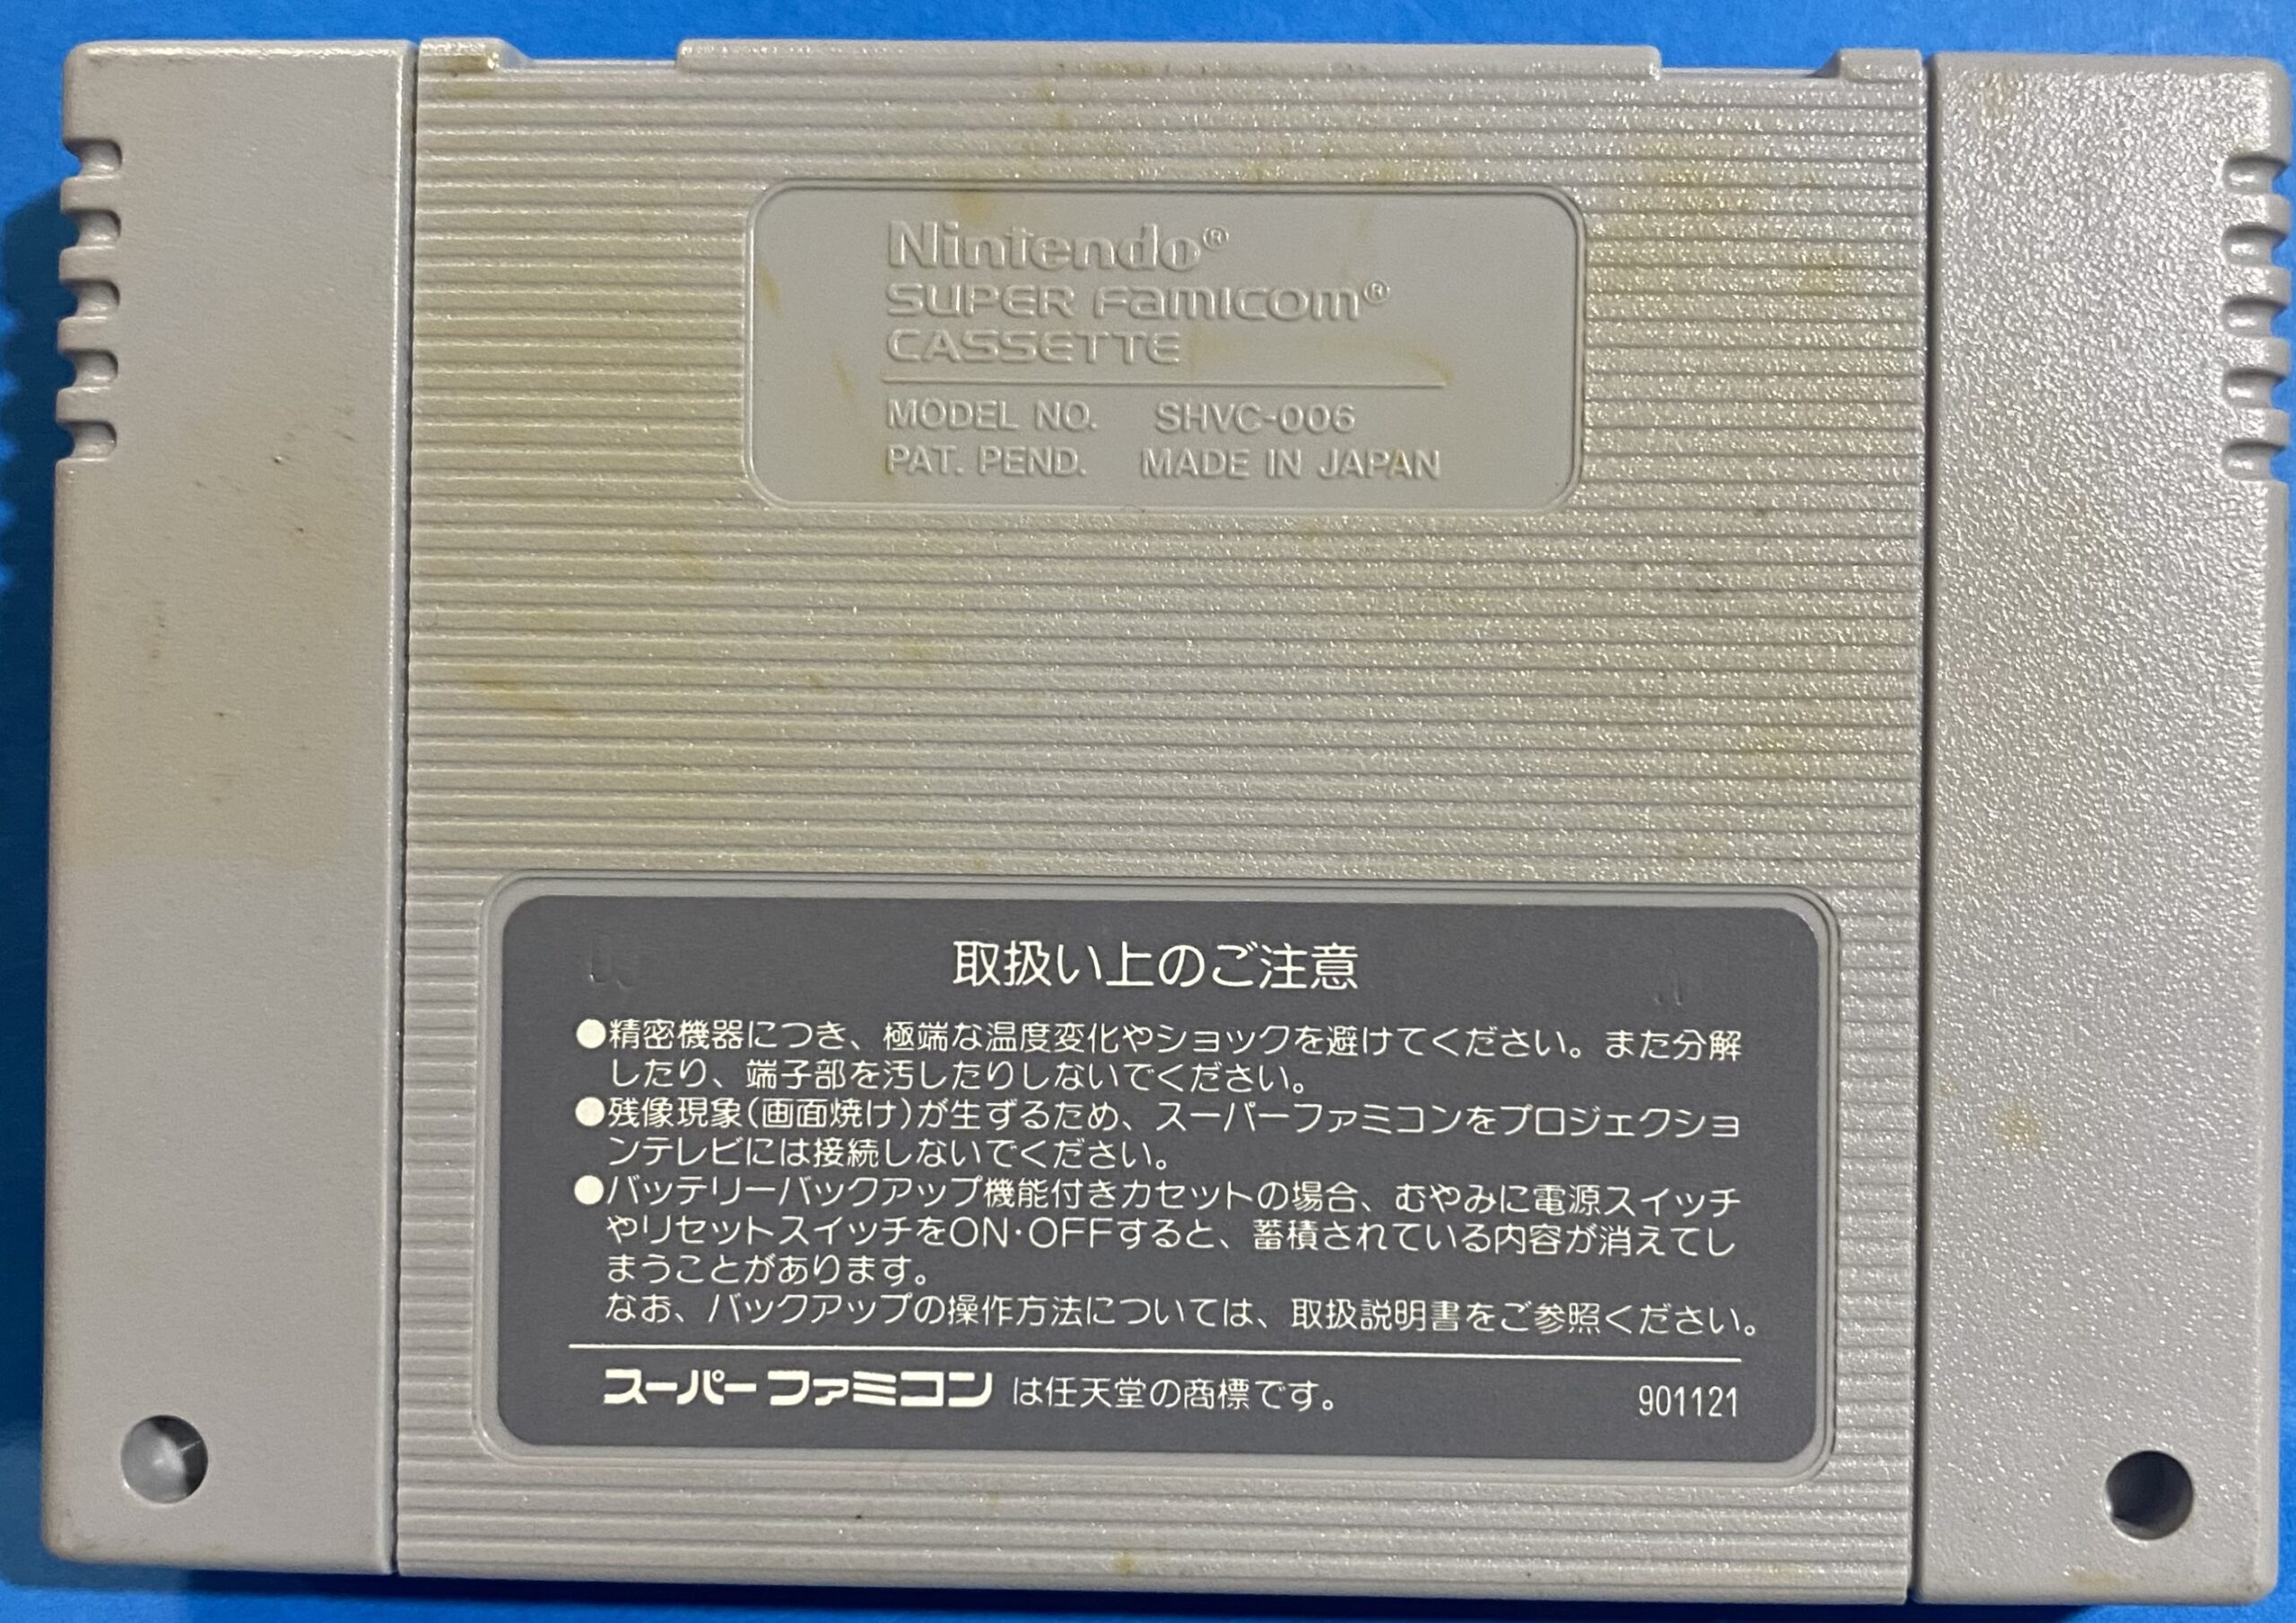 Nintendo®
SUPER FAMICOM®
CASSETTE
MODEL NO. SHVC-006
PAT. PEND. MADE IN JAPAN
取扱い上のご注意
●精密機器につき、極端な温度変化やショックを避けてください。また分解
したり、端子部を汚したりしないでください。
●残像現象(画面焼け)が生ずるため、スーパーファミコンをプロジェクショ
ンテレビには接続しないでください。
●バッテリーバックアップ機能付きカセットの場合、むやみに電源スイッチ
やリセットスイッチをON・OFFすると、蓄積されている内容が消えてし
まうことがあります。
なお、バックアップの操作方法については、取扱説明書をご参照ください。
スーパーファミコン は任天堂の商標です。 901121